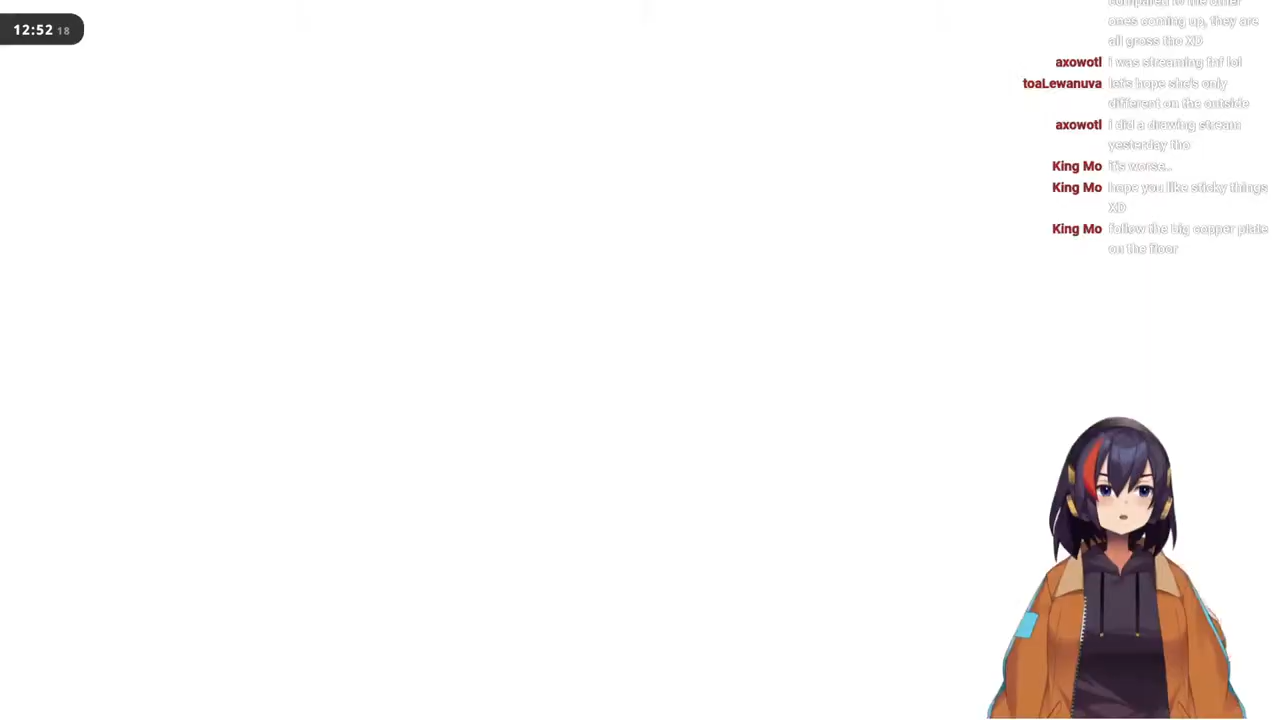 12:52 18
compared to the other
ones coming up, they are
all gross tho XD
axowotl i was streaming fnf lol
toaLewanuva let's hope she's only
different on the outside
axowotl i did a drawing stream
yesterday tho
King Mo it's worse..
King Mo hope you like sticky things
XD
King Mo follow the big copper plate
on the floor